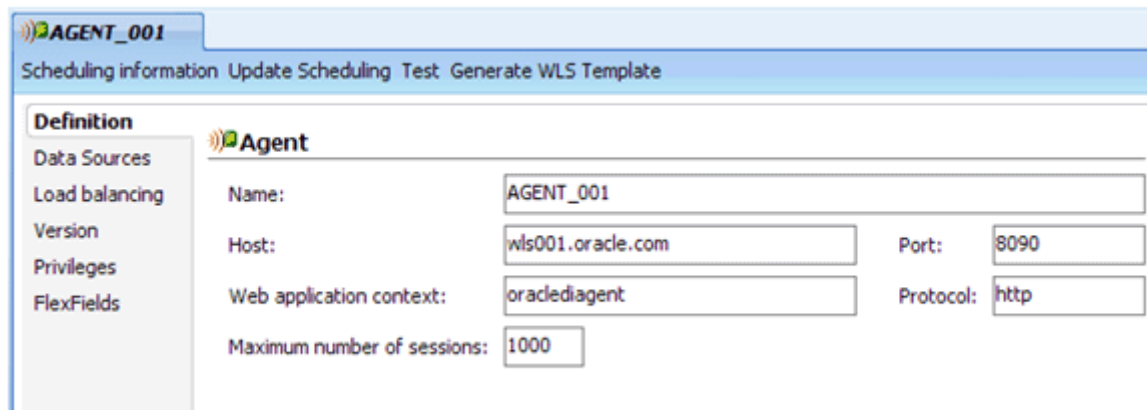 AGENT_001
Scheduling information Update Scheduling Test Generate WLS Template
Definition
Data Sources
Load balancing
Version
Privileges
FlexFields
Agent
Name: AGENT_001
Host: wls001.oracle.com Port: 8090
Web application context: oraclediagent Protocol: http
Maximum number of sessions: 1000